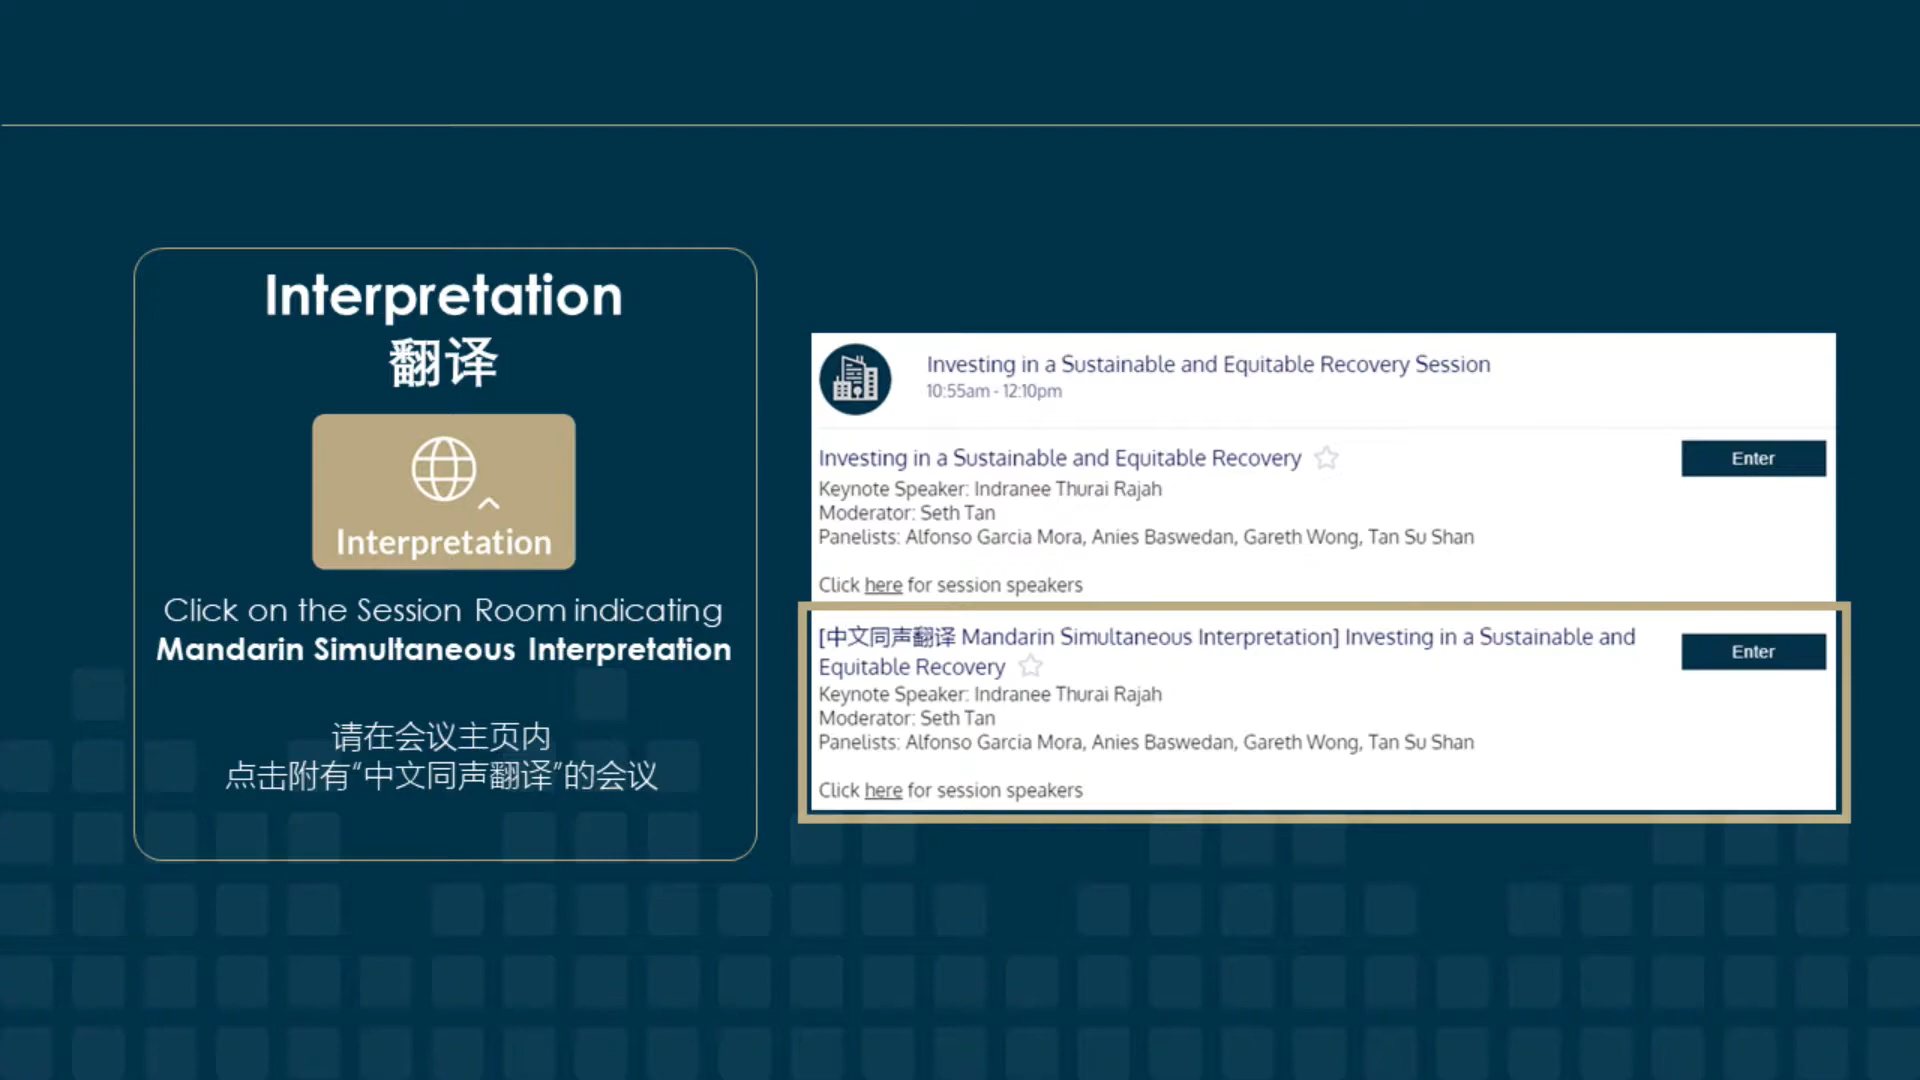 Interpretation
翻译
Interpretation
Click on the Session Room indicating
Mandarin Simultaneous Interpretation
请在会议主页内
点击附有“中文同声翻译”的会议
Investing in a Sustainable and Equitable Recovery Session
10:55am - 12:10pm
Investing in a Sustainable and Equitable Recovery
Enter
Keynote Speaker: Indranee Thurai Rajah
Moderator: Seth Tan
Panelists: Alfonso Garcia Mora, Anies Baswedan, Gareth Wong, Tan Su Shan
Click here for session speakers
[中文同声翻译 Mandarin Simultaneous Interpretation] Investing in a Sustainable and
Equitable Recovery
Enter
Keynote Speaker: Indranee Thurai Rajah
Moderator: Seth Tan
Panelists: Alfonso Garcia Mora, Anies Baswedan, Gareth Wong, Tan Su Shan
Click here for session speakers